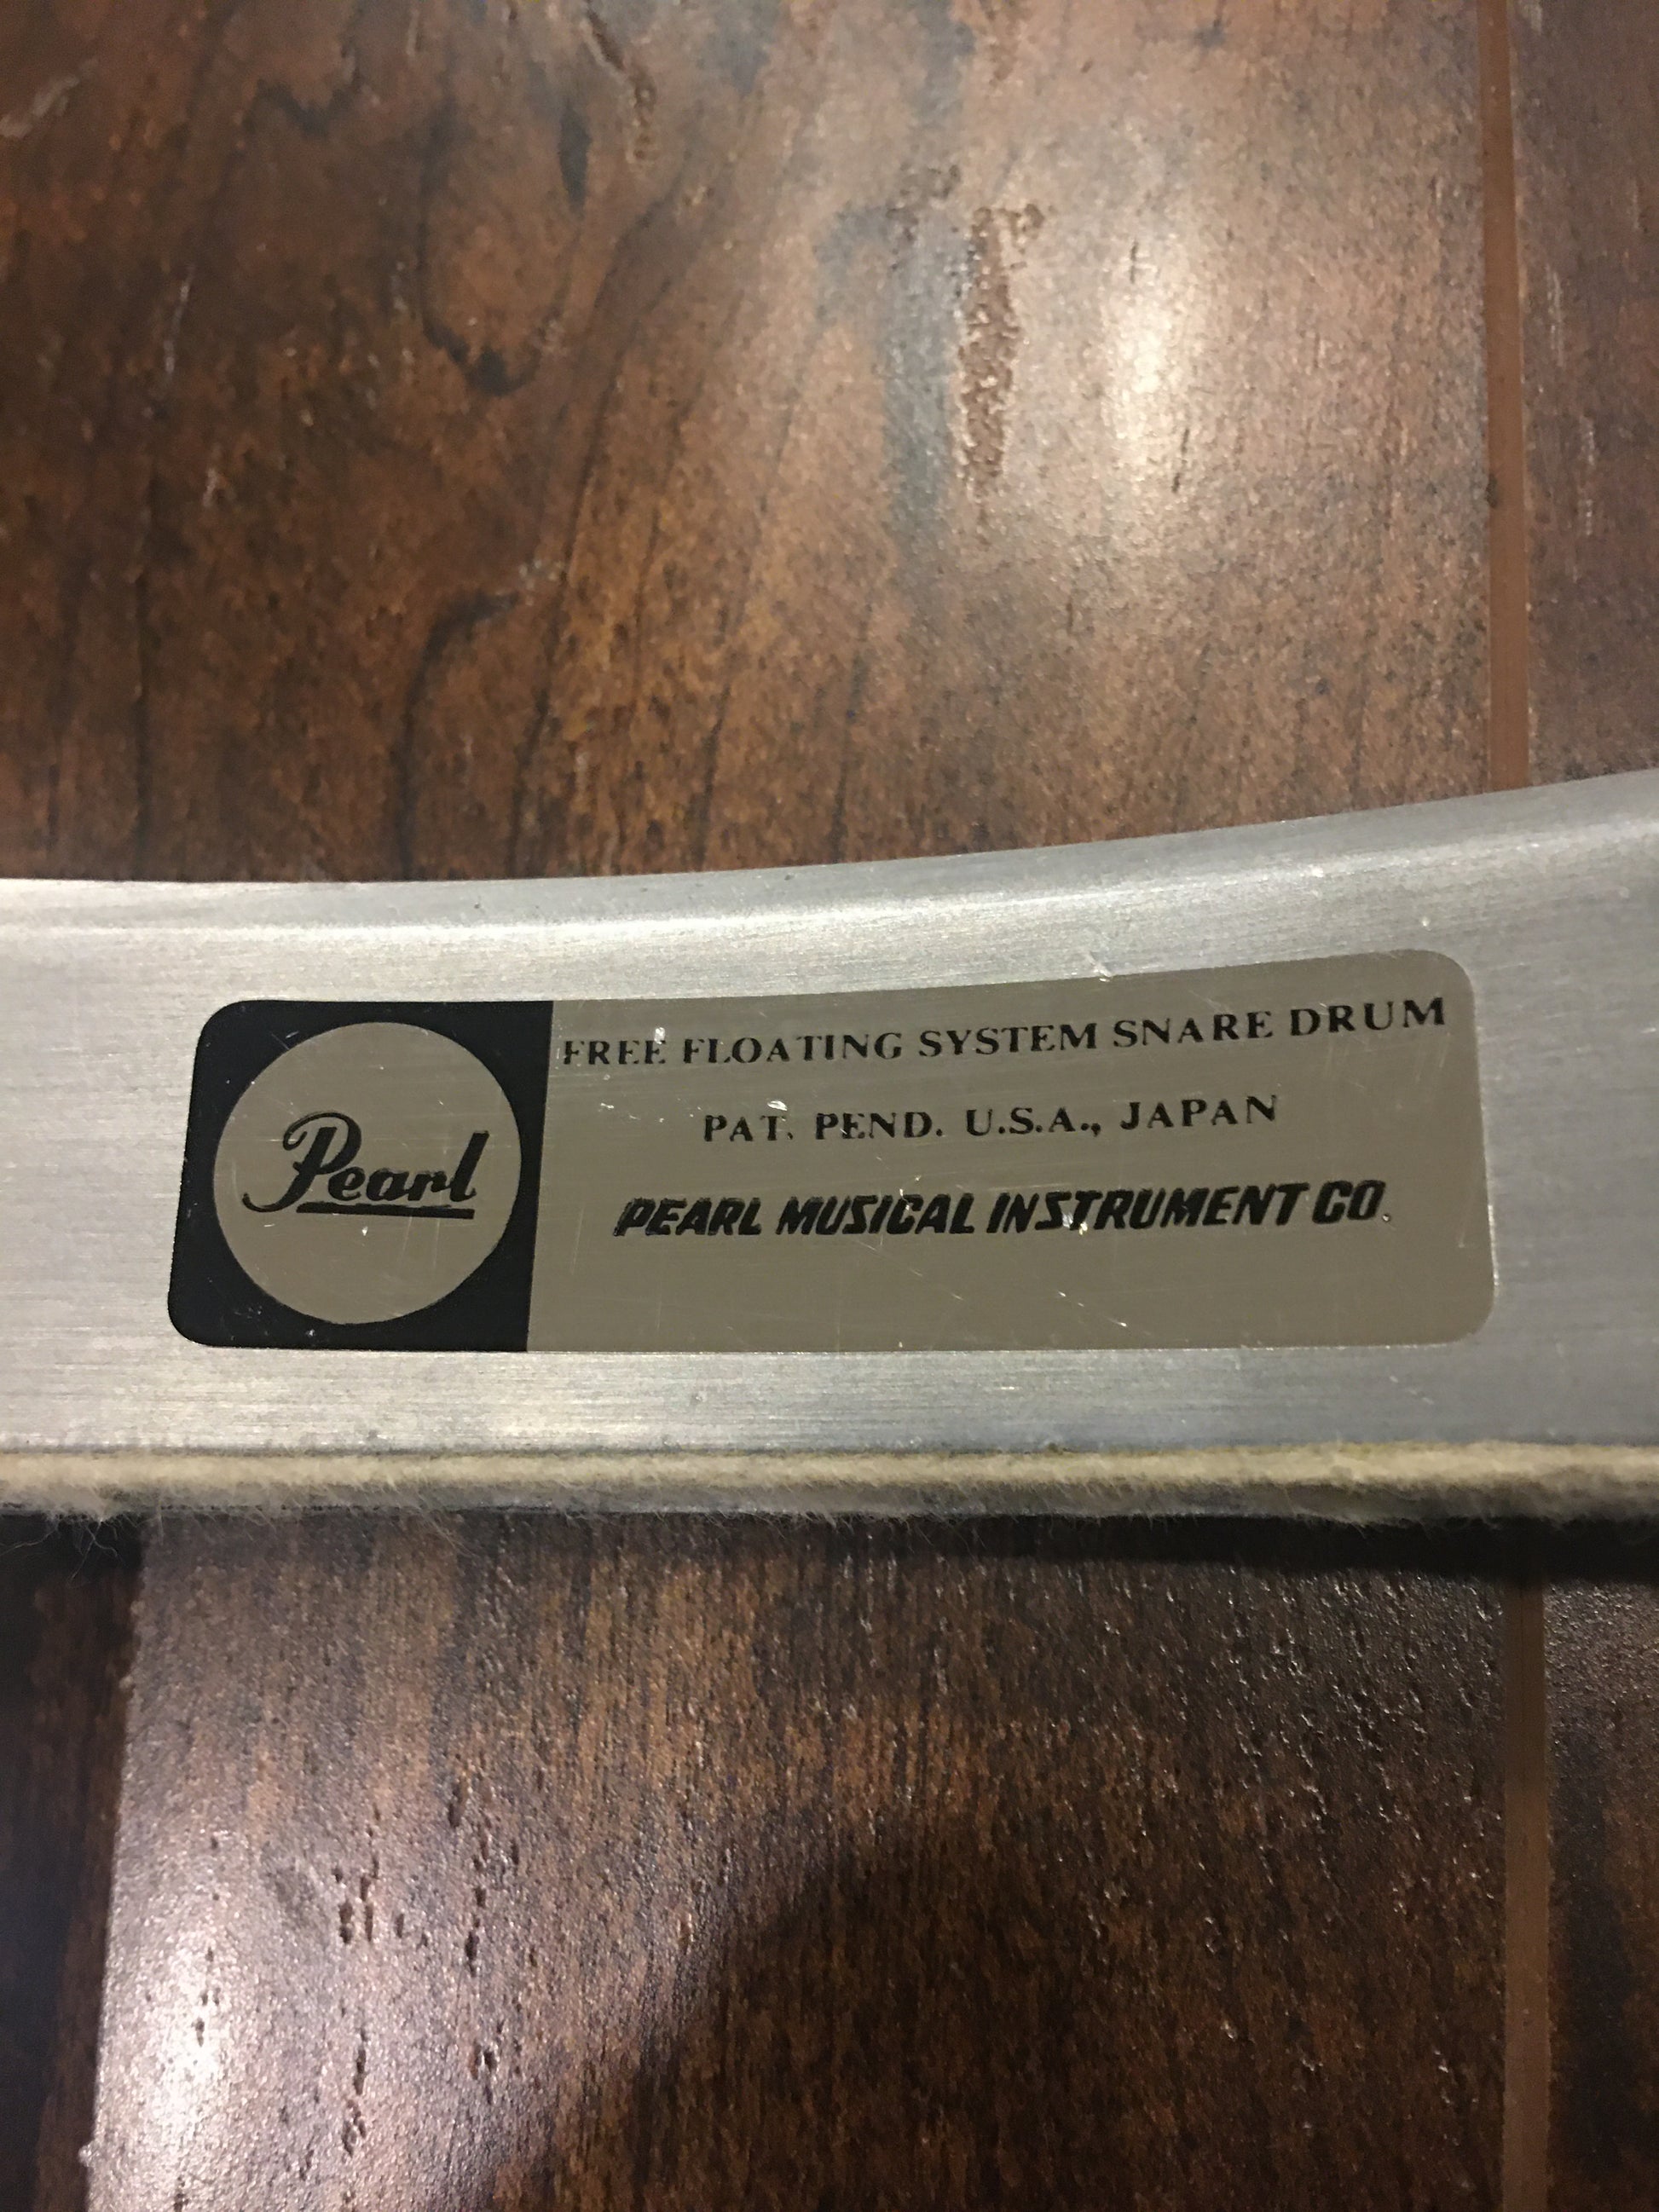 Pearl
FREE FLOATING SYSTEM SNARE DRUM
PAT. PEND. U.S.A., JAPAN
PEARL MUSICAL INSTRUMENT CO.